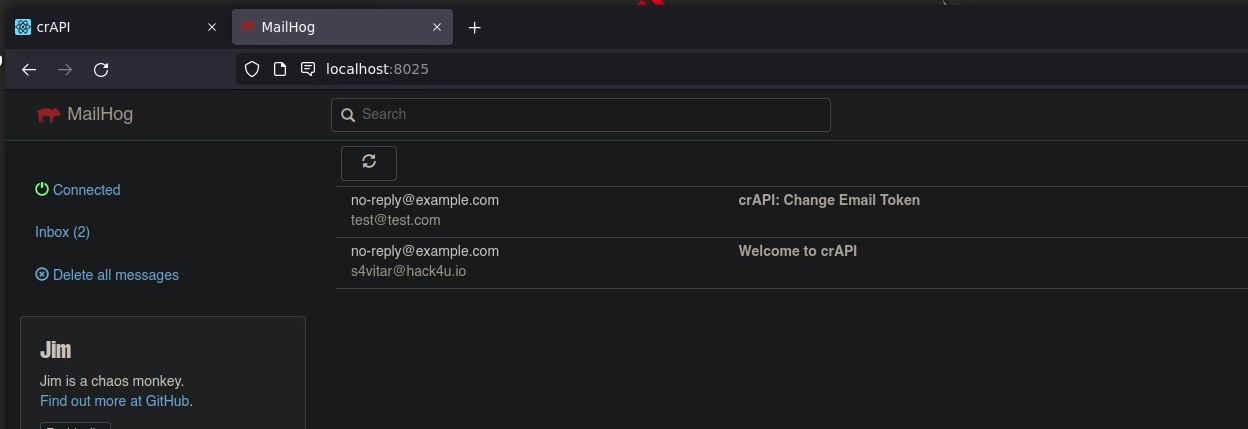 crAPI
MailHog
localhost:8025
MailHog
Search
Connected
Inbox (2)
Delete all messages
no-reply@example.com
test@test.com
crAPI: Change Email Token
no-reply@example.com
s4vitar@hack4u.io
Welcome to crAPI
Jim
Jim is a chaos monkey.
Find out more at GitHub.